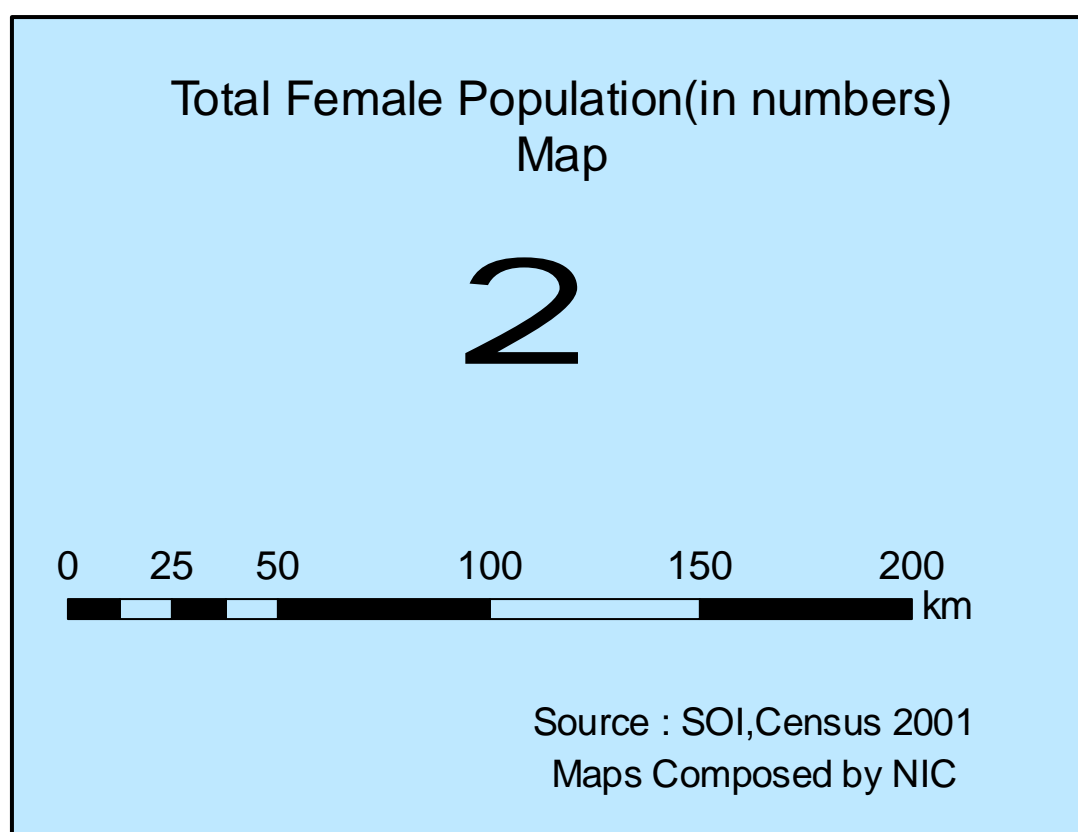 Total Female Population(in numbers)
Map
2
0 25 50 100 150 200
km
Source : SOI,Census 2001
Maps Composed by NIC